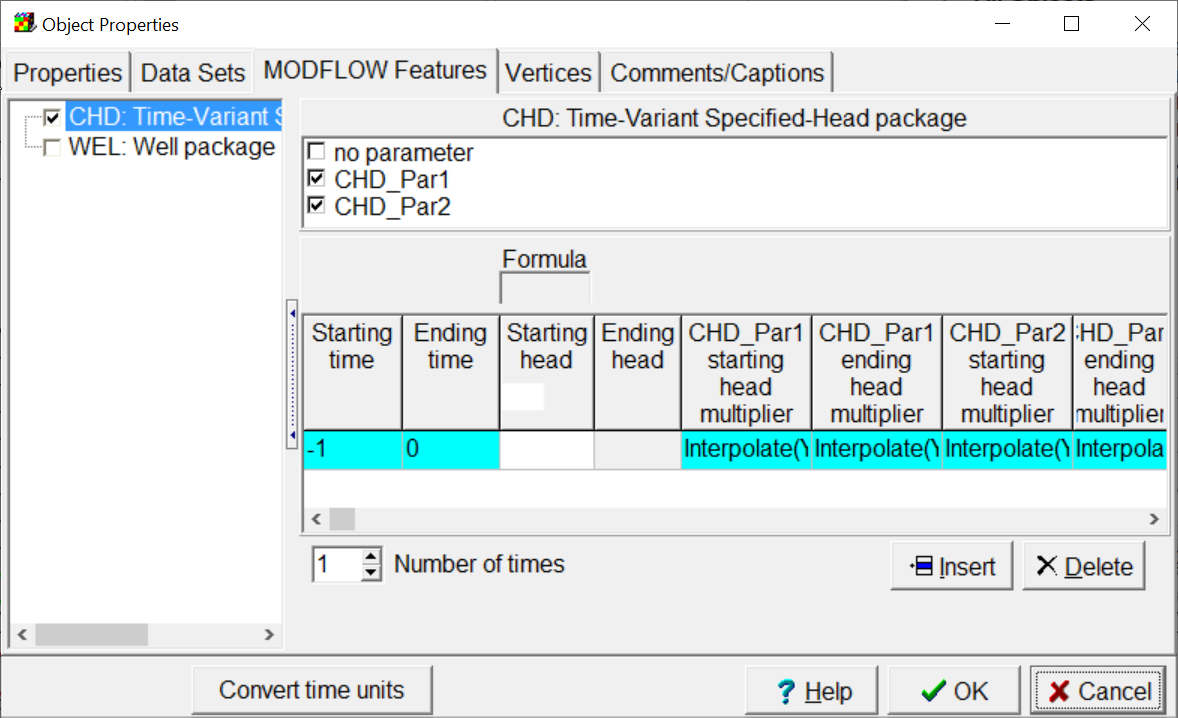 Object Properties
Properties
Data Sets
MODFLOW Features
Vertices
Comments/Captions
CHD: Time-Variant S
WEL: Well package
CHD: Time-Variant Specified-Head package
no parameter
CHD_Par1
CHD_Par2
Formula
Starting time
Ending time
Starting head
Ending head
CHD_Par1 starting head multiplier
CHD_Par1 ending head multiplier
CHD_Par2 starting head multiplier
CHD_Par ending head multiplier
-1
0
Interpolate(Y
Interpolate(Y
Interpolate(Y
Interpola
1
Number of times
Insert
Delete
Convert time units
? Help
OK
Cancel